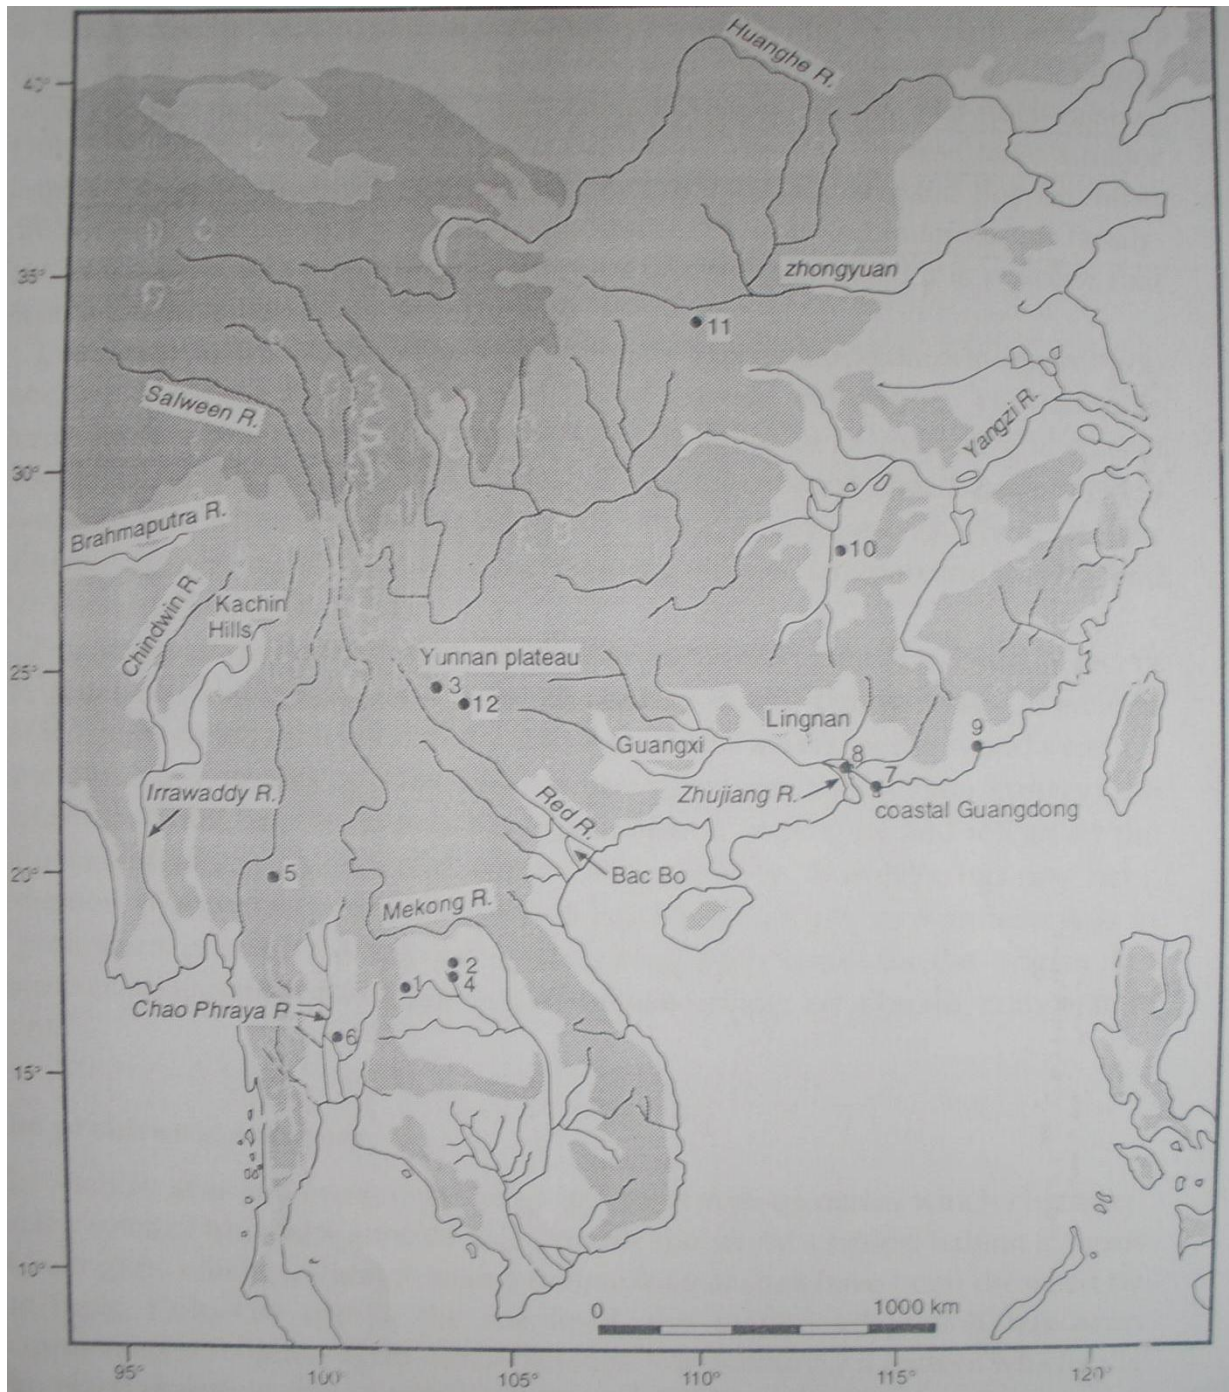 Huanghe R.
40°
zhongyuan
35°
11
Salween R.
Yangzi R.
30°
Brahmaputra R.
10
Chindwin R
Kachin
Hills
25°
Yunnan plateau
3
12
Lingnan
9
Guangxi
8
7
Irrawaddy R.
Zhujiang R.
coastal Guangdong
Red R.
20°
5
Bac Bo
Mekong R.
2
1
4
Chao Phraya R
6
15°
10°
0
1000 km
95°
100°
105°
110°
115°
120°